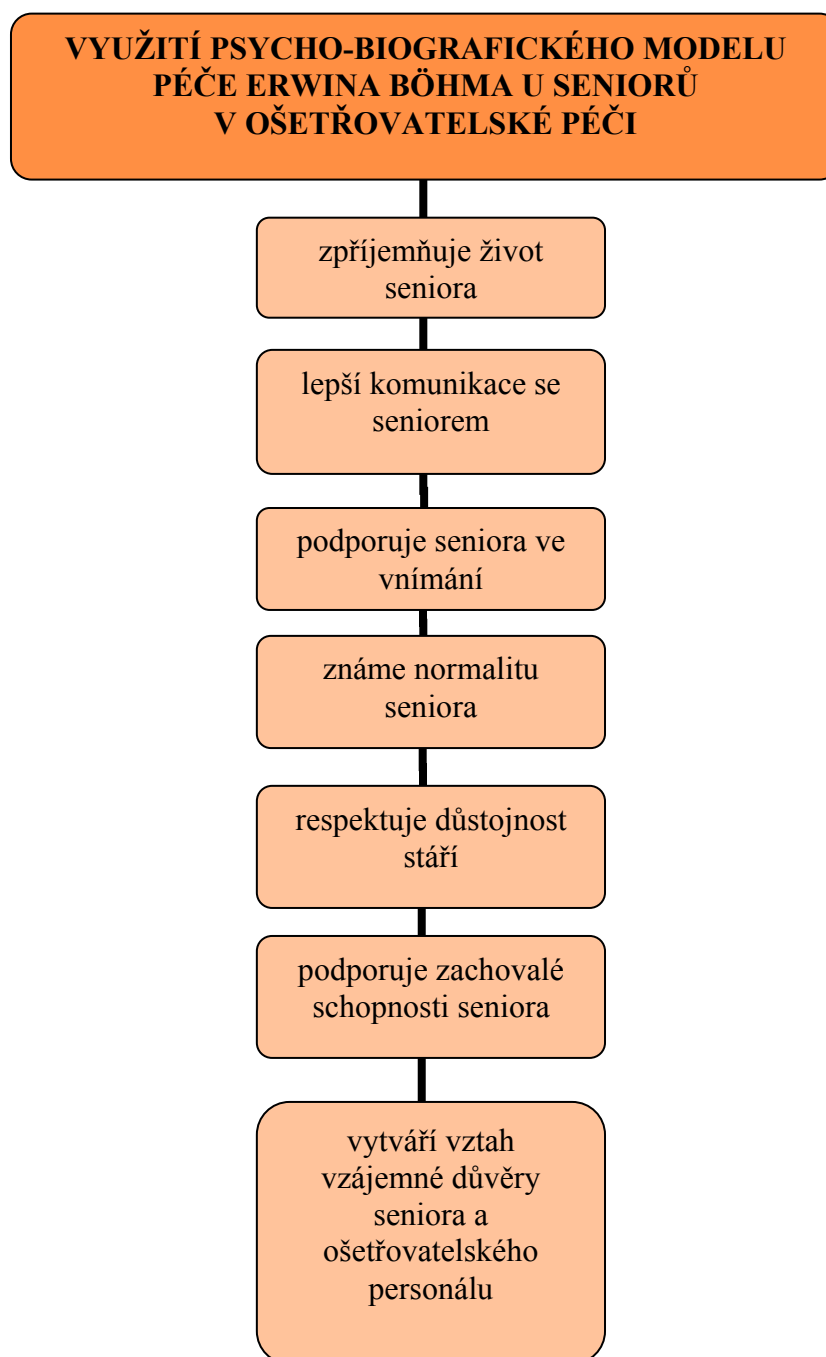 VYUŽITÍ PSYCHO-BIOGRAFICKÉHO MODELU
PÉČE ERWINA BÖHMA U SENIORŮ
V OŠETŘOVATELSKÉ PÉČI
zpříjemňuje život
seniora
lepší komunikace se
seniorem
podporuje seniora ve
vnímání
známe normalitu
seniora
respektuje důstojnost
stáří
podporuje zachovalé
schopnosti seniora
vytváří vztah
vzájemné důvěry
seniora a
ošetřovatelského
personálu